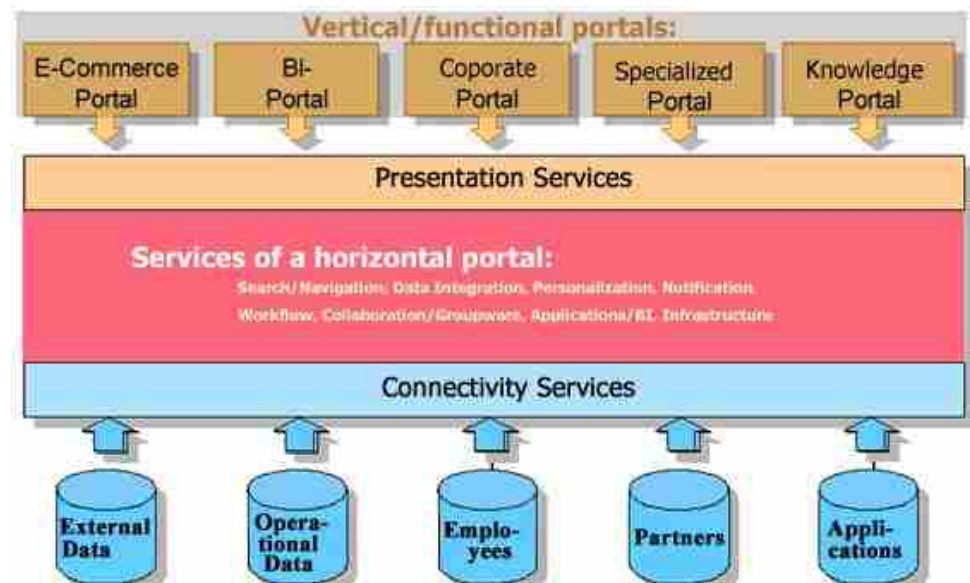 Vertical/functional portals:
E-Commerce
Portal
BI-
Portal
Coporate
Portal
Specialized
Portal
Knowledge
Portal
Presentation Services
Services of a horizontal portal:
Search/Navigation, Data Integration, Personalization, Notification,
Workflow, Collaboration/Groupware, Applications/BI, Infrastructure
Connectivity Services
External
Data
Opera-
tional
Data
Emplo-
yees
Partners
Appli-
cations